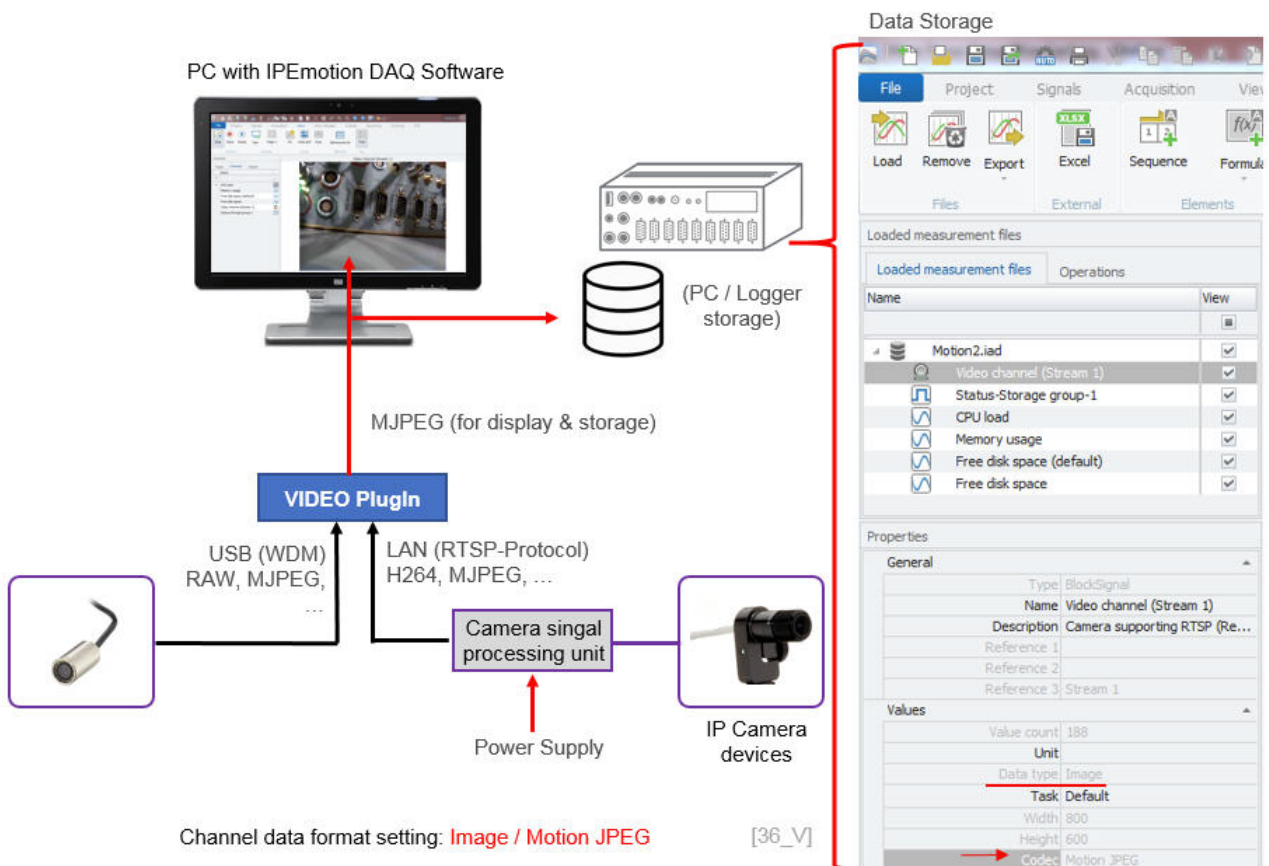 Data Storage
PC with IPEmotion DAQ Software
File Project Signals Acquisition
Load Remove Export Excel Sequence
AUTO
XLSX
f(x)
Files External Elements
Loaded measurement files
Loaded measurement files Operations
Name View
Motion2.iad
Video channel (Stream 1)
Status-Storage group-1
CPU load
Memory usage
Free disk space (default)
Free disk space
Properties
General
Type BlockSignal
Name Video channel (Stream 1)
Description Camera supporting RTSP (Re...
Reference 1
Reference 2
Reference 3 Stream 1
Values
Value count 188
Unit
Data type Image
Task Default
Width 800
Height 600
Codec Motion JPEG
(PC / Logger
storage)
MJPEG (for display & storage)
VIDEO PlugIn
USB (WDM)
RAW, MJPEG,
...
LAN (RTSP-Protocol)
H264, MJPEG, ...
Camera singal
processing unit
Power Supply
IP Camera
devices
Channel data format setting: Image / Motion JPEG [36_V]